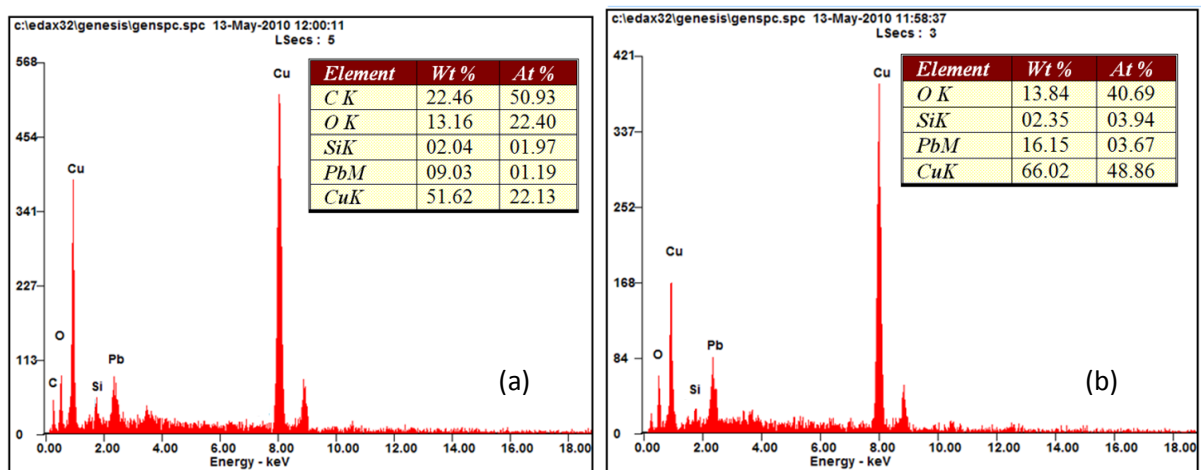 c:\edax32\genesis\genspc.spc 13-May-2010 12:00:11
LSecs : 5
568
454
341
227
113
0
Cu
Cu
O
C
Si
Pb
Element Wt % At %
C K 22.46 50.93
O K 13.16 22.40
SiK 02.04 01.97
PbM 09.03 01.19
CuK 51.62 22.13
(a)
0.00 2.00 4.00 6.00 8.00 10.00 12.00 14.00 16.00 18.00
Energy - keV
c:\edax32\genesis\genspc.spc 13-May-2010 11:58:37
LSecs : 3
421
337
252
168
84
0
Cu
Cu
O
Si
Pb
Element Wt % At %
O K 13.84 40.69
SiK 02.35 03.94
PbM 16.15 03.67
CuK 66.02 48.86
(b)
0.00 2.00 4.00 6.00 8.00 10.00 12.00 14.00 16.00 18.00
Energy - keV